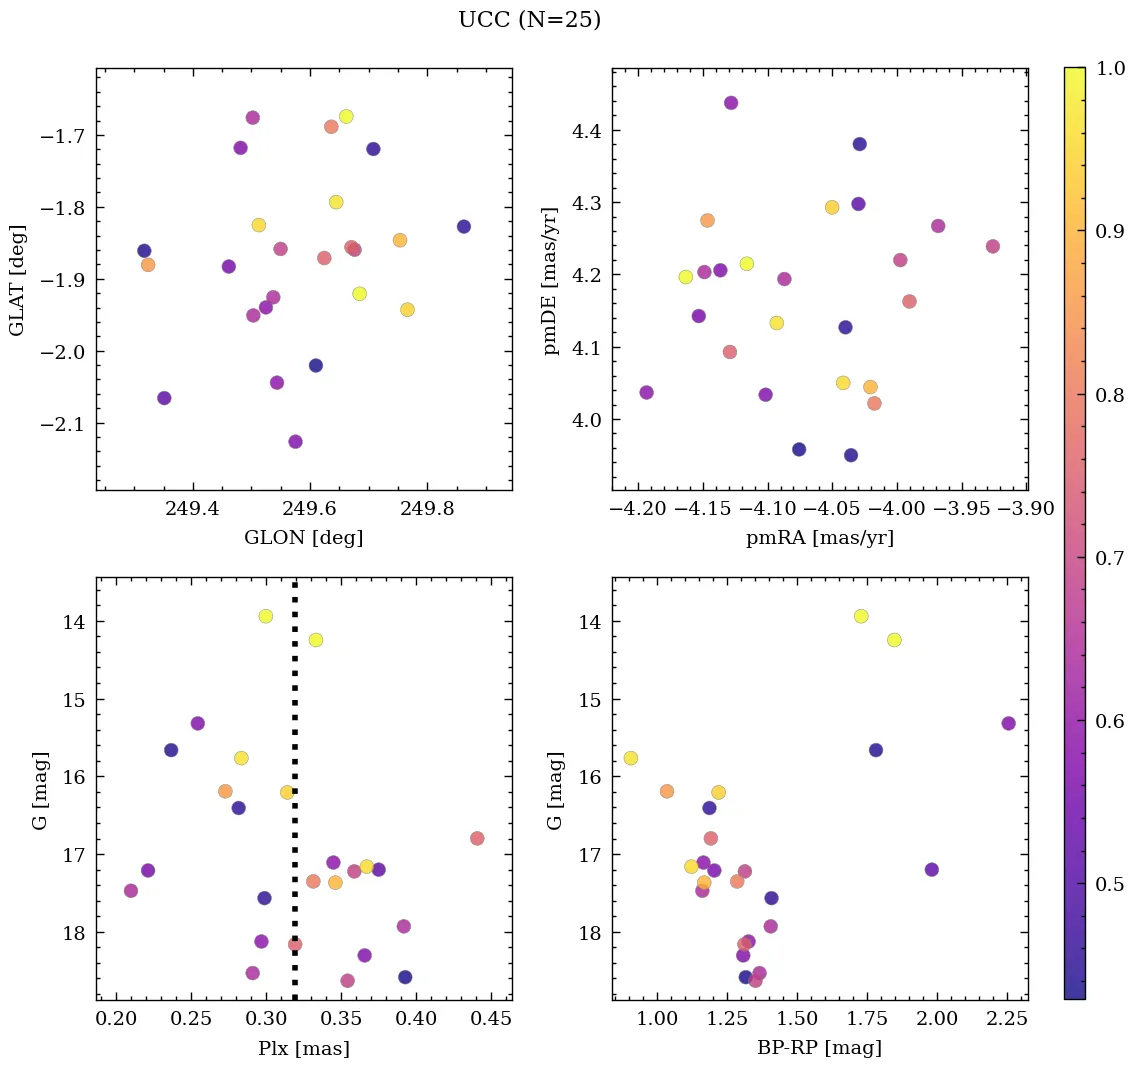 UCC (N=25)
−1.7
−1.8
−1.9
−2.0
−2.1
GLAT [deg]
249.4 249.6 249.8
GLON [deg]
4.4
4.3
4.2
4.1
4.0
pmDE [mas/yr]
−4.20 −4.15 −4.10 −4.05 −4.00 −3.95 −3.90
pmRA [mas/yr]
14
15
16
17
18
G [mag]
0.20 0.25 0.30 0.35 0.40 0.45
Plx [mas]
14
15
16
17
18
G [mag]
1.00 1.25 1.50 1.75 2.00 2.25
BP-RP [mag]
1.0
0.9
0.8
0.7
0.6
0.5